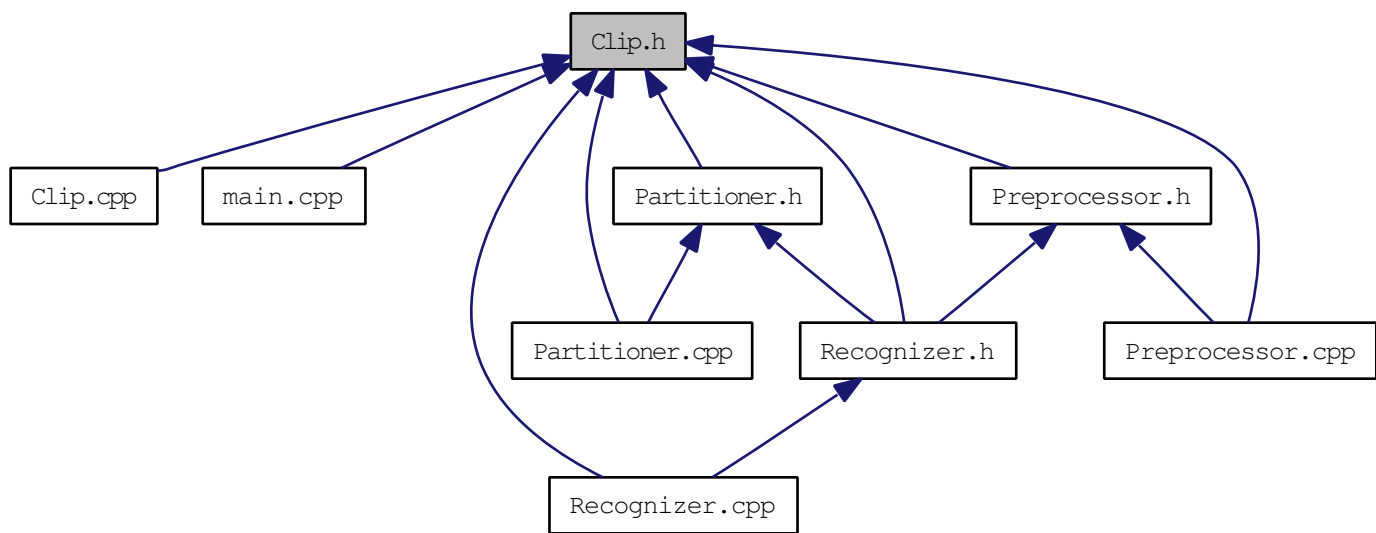 Clip.h
Clip.cpp
main.cpp
Partitioner.h
Preprocessor.h
Partitioner.cpp
Recognizer.h
Preprocessor.cpp
Recognizer.cpp